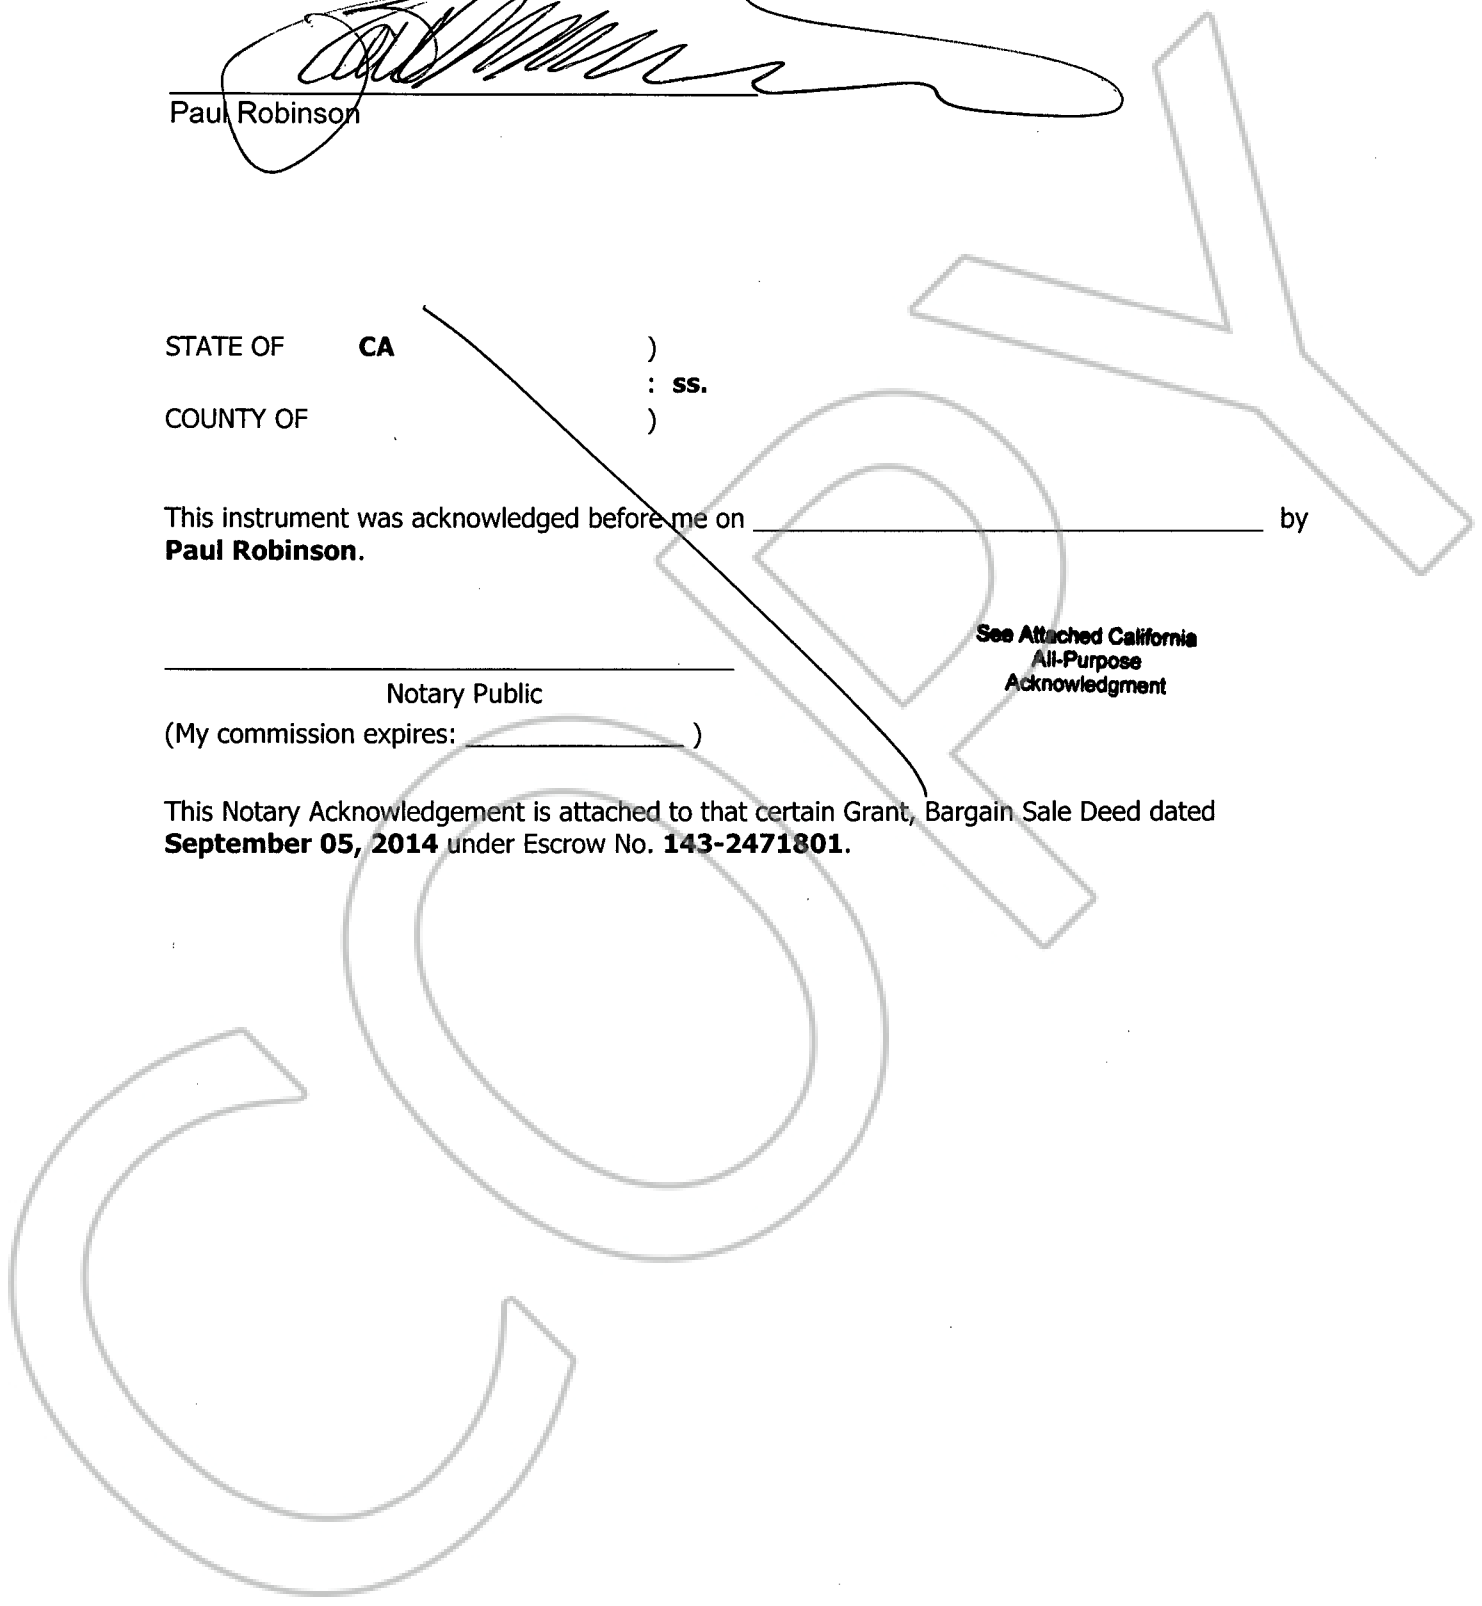 Paul Robinson
STATE OF CA )
: ss.
COUNTY OF )
This instrument was acknowledged before me on ____ by
Paul Robinson.
See Attached California
All-Purpose
Acknowledgment
Notary Public
(My commission expires: ____ )
This Notary Acknowledgement is attached to that certain Grant, Bargain Sale Deed dated
September 05, 2014 under Escrow No. 143-2471801.
COPY